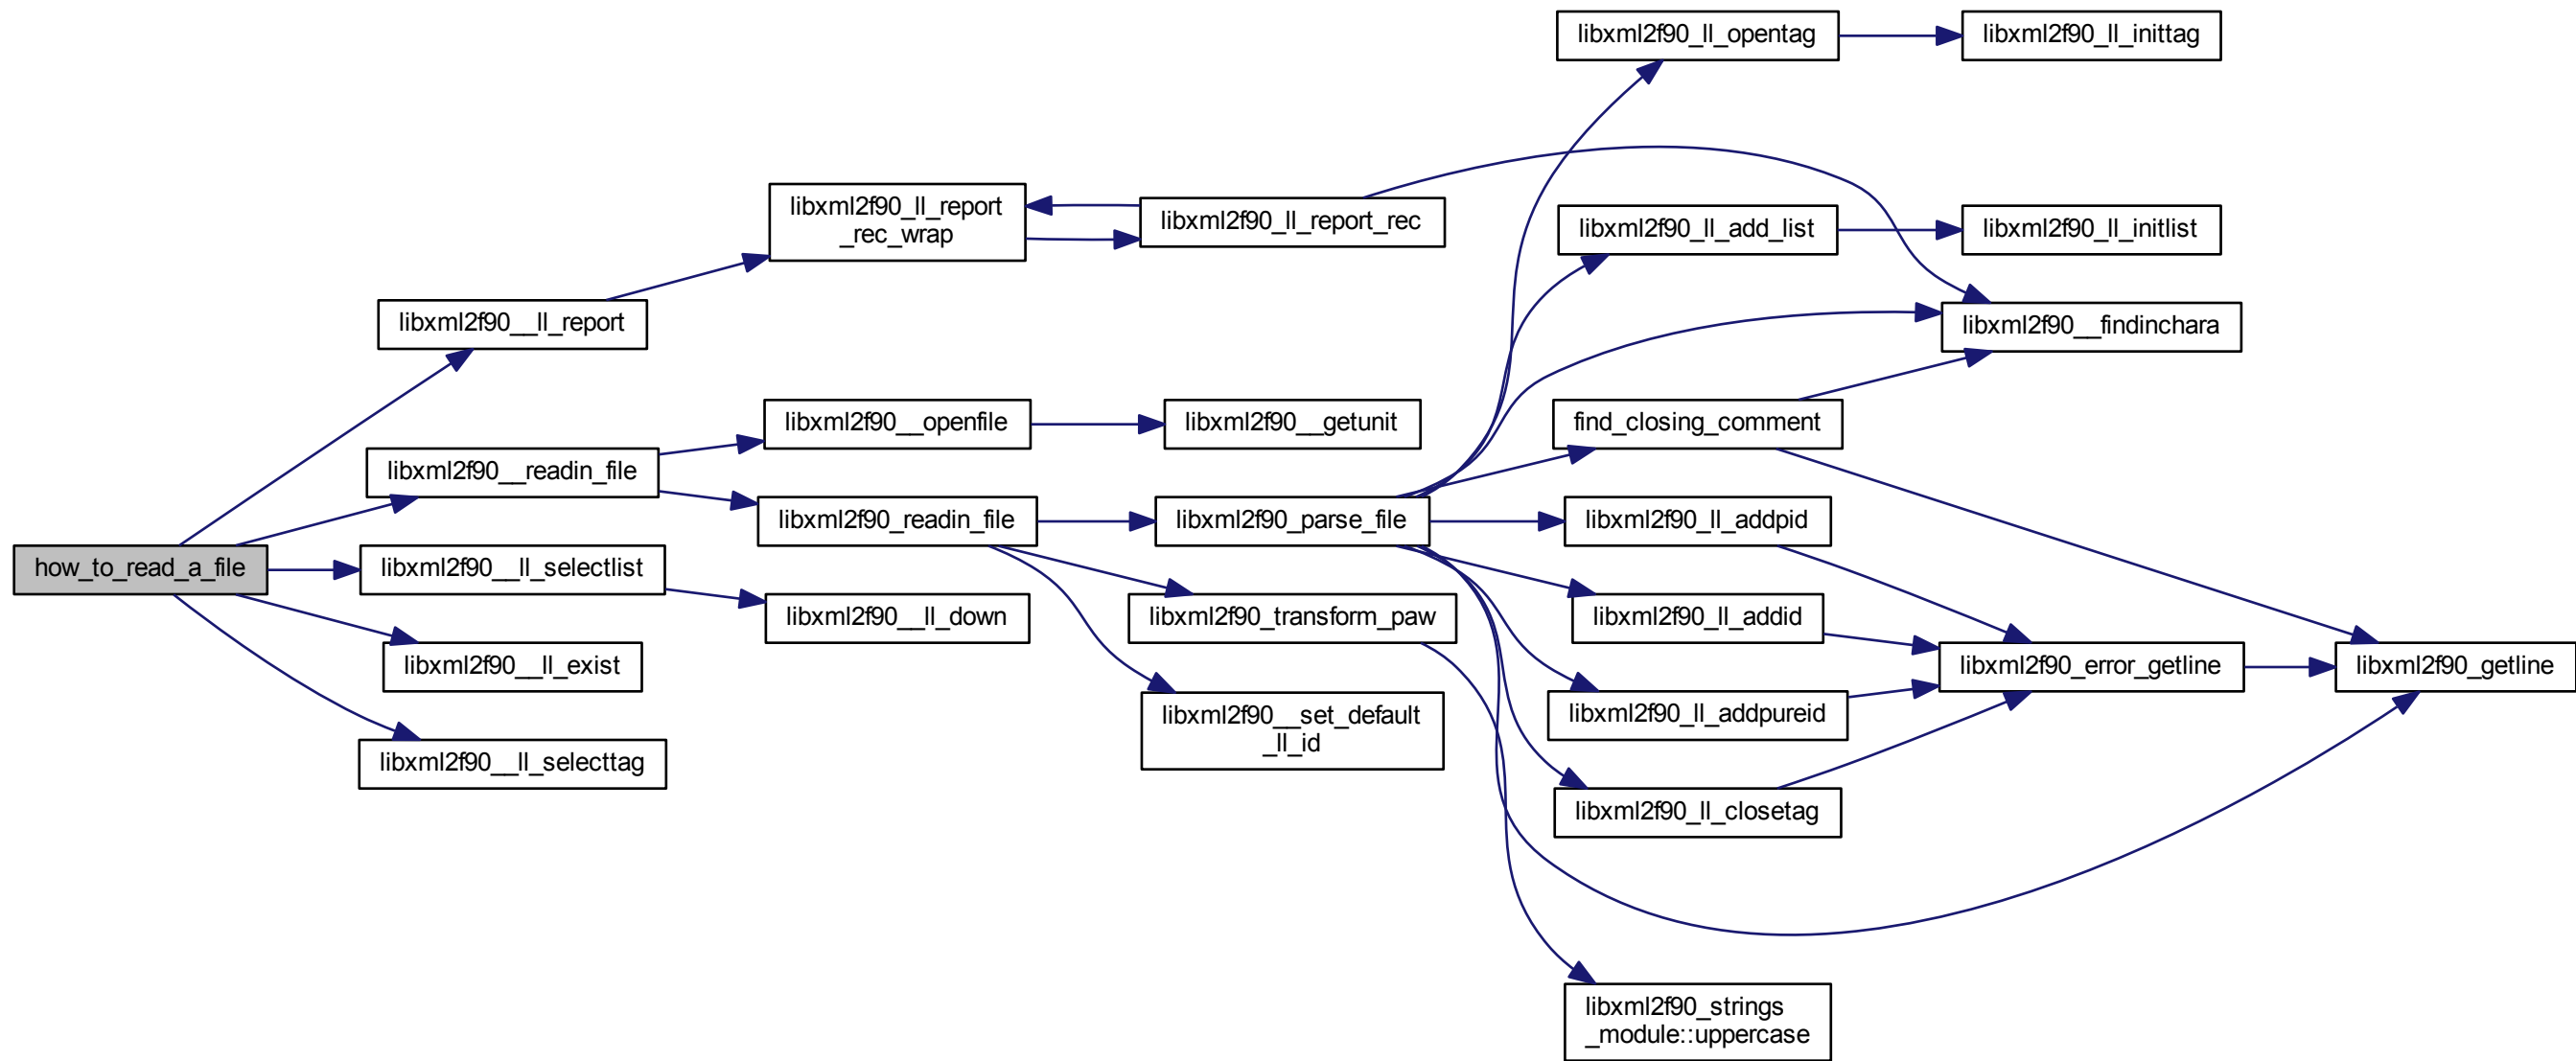 libxml2f90_ll_opentag
libxml2f90_ll_inittag
libxml2f90_ll_report
_rec_wrap
libxml2f90_ll_report_rec
libxml2f90_ll_add_list
libxml2f90_ll_initlist
libxml2f90__ll_report
libxml2f90__findinchara
libxml2f90__openfile
libxml2f90__getunit
find_closing_comment
libxml2f90__readin_file
libxml2f90_readin_file
libxml2f90_parse_file
libxml2f90_ll_addpid
how_to_read_a_file
libxml2f90__ll_selectlist
libxml2f90__ll_down
libxml2f90_transform_paw
libxml2f90_ll_addid
libxml2f90__ll_exist
libxml2f90_error_getline
libxml2f90_getline
libxml2f90__set_default
_ll_id
libxml2f90_ll_addpureid
libxml2f90__ll_selecttag
libxml2f90_ll_closetag
libxml2f90_strings
_module::uppercase